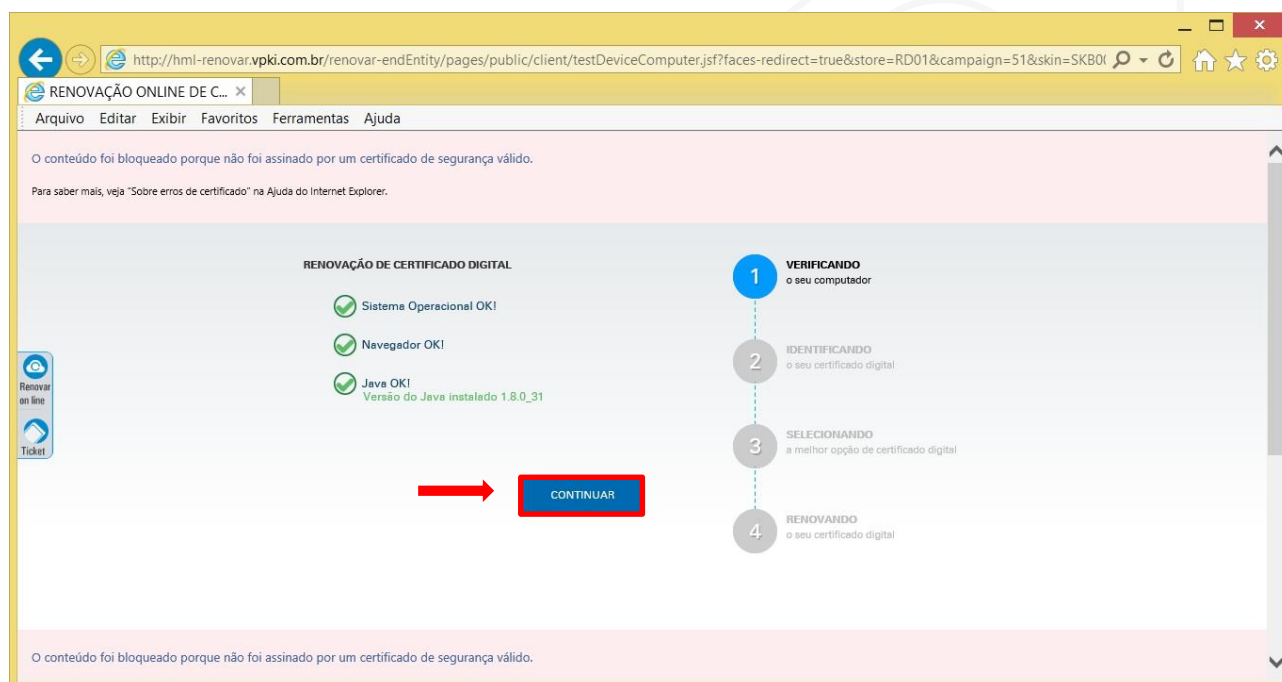 http://hml-renovar.vpki.com.br/renovar-endEntity/pages/public/client/testDeviceComputer.jsf?faces-redirect=true&store=RD01&campaign=51&skin=SKB0(
RENOVAÇÃO ONLINE DE C...
Arquivo Editar Exibir Favoritos Ferramentas Ajuda
O conteúdo foi bloqueado porque não foi assinado por um certificado de segurança válido.
Para saber mais, veja "Sobre erros de certificado" na Ajuda do Internet Explorer.
RENOVAÇÃO DE CERTIFICADO DIGITAL
Sistema Operacional OK!
Navegador OK!
Java OK!
Versão do Java instalado 1.8.0_31
CONTINUAR
Renovar
on line
Ticket
1
VERIFICANDO
o seu computador
2
IDENTIFICANDO
o seu certificado digital
3
SELECIONANDO
a melhor opção de certificado digital
4
RENOVANDO
o seu certificado digital
O conteúdo foi bloqueado porque não foi assinado por um certificado de segurança válido.